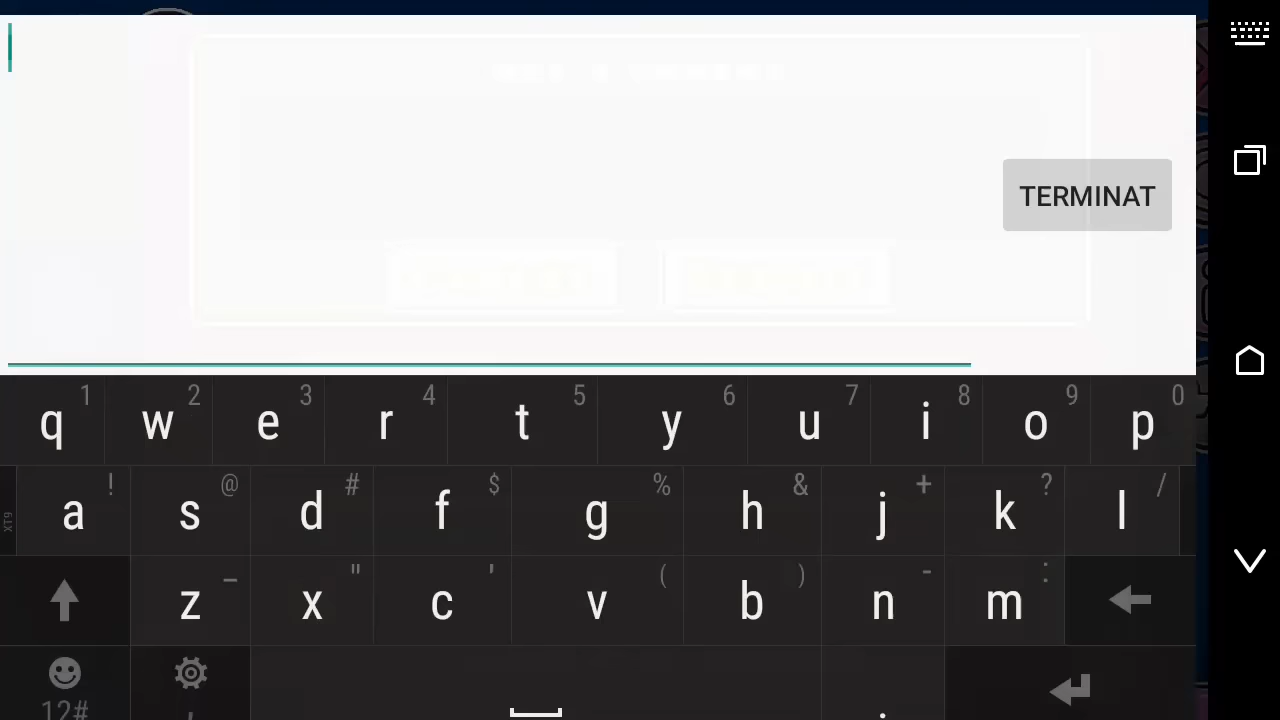 TERMINAT
1 2 3 4 5 6 7 8 9 0
q w e r t y u i o p
! @ # $ % & + ? /
a s d f g h j k l
_ " ' ( ) - :
z x c v b n m
12# , .